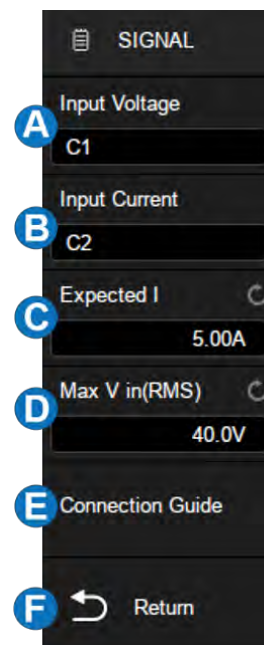 SIGNAL
Input Voltage
A
C1
Input Current
B
C2
Expected I
C
5.00A
Max V in(RMS)
D
40.0V
E Connection Guide
F Return